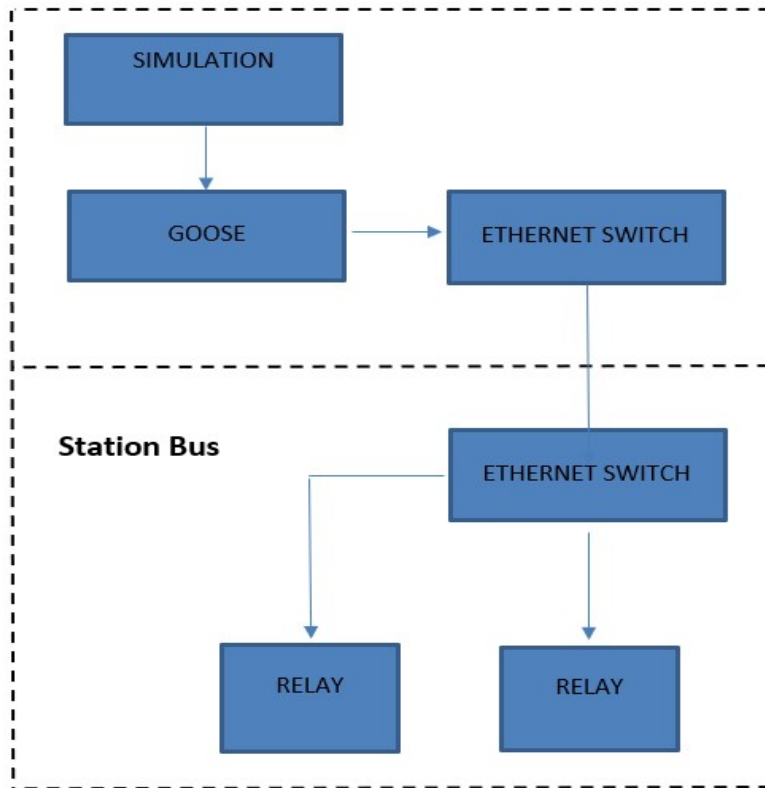 SIMULATION
GOOSE
ETHERNET SWITCH
Station Bus
ETHERNET SWITCH
RELAY
RELAY